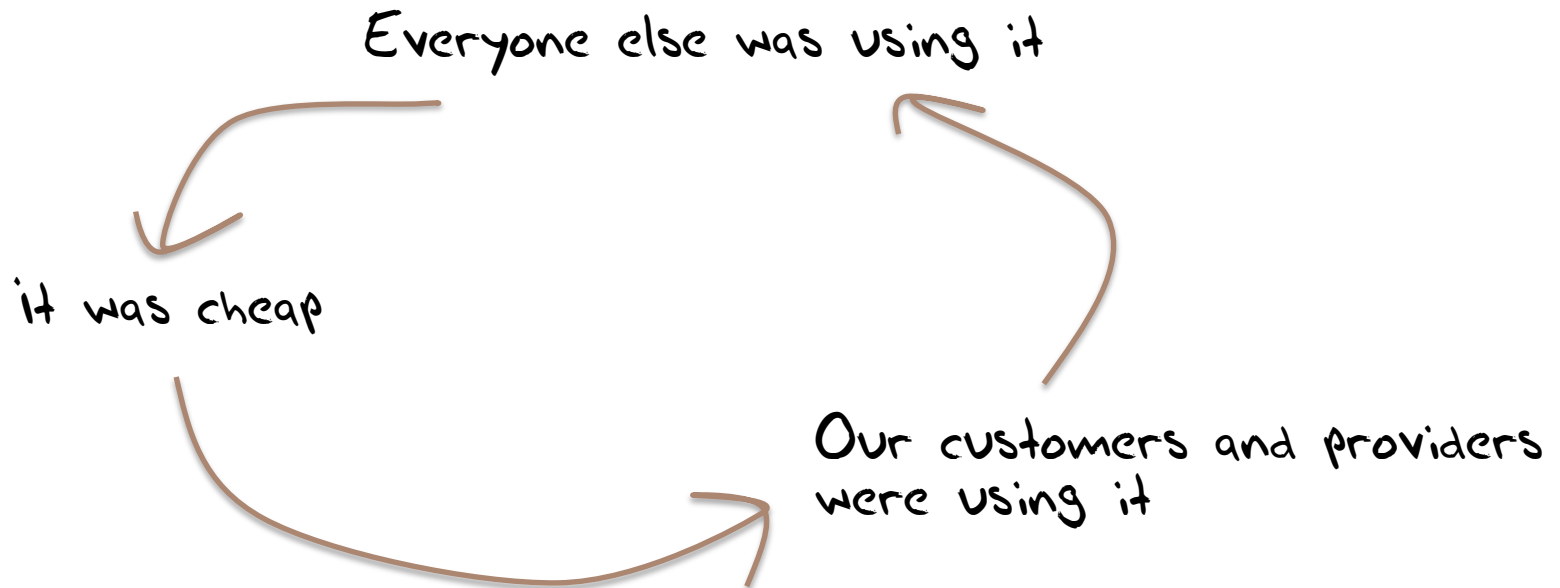 Everyone else was using it
it was cheap
Our customers and providers
were using it